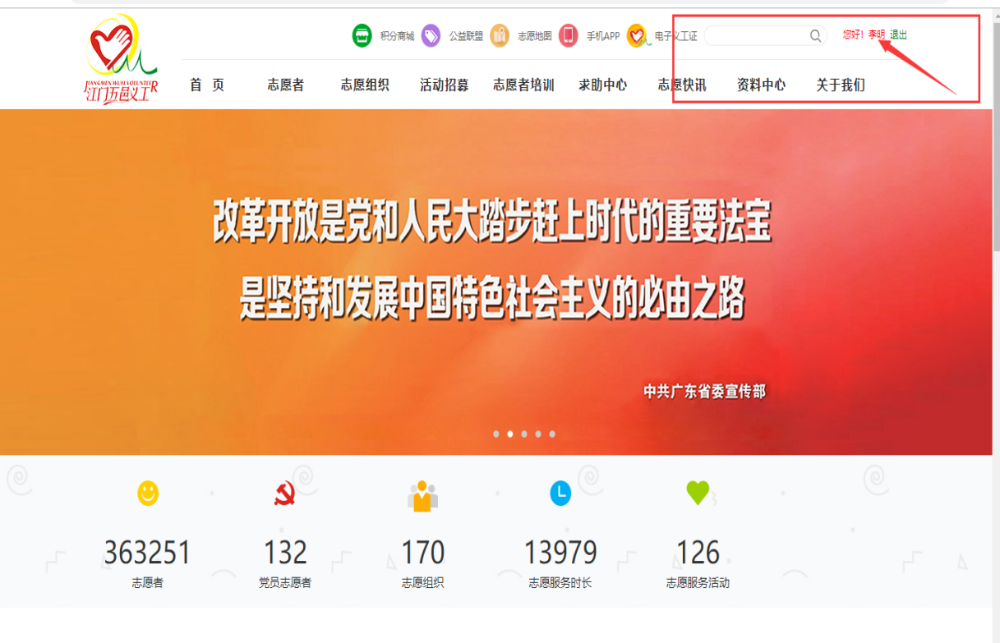 积分商城 公益联盟 志愿地图 手机APP 电子义工证 您好！李明 退出
JIANGMEN WUYI VOLUNTEER
江门五邑义工
首 页 志愿者 志愿组织 活动招募 志愿者培训 求助中心 志愿快讯 资料中心 关于我们
改革开放是党和人民大踏步赶上时代的重要法宝
是坚持和发展中国特色社会主义的必由之路
中共广东省委宣传部
363251 132 170 13979 126
志愿者 党员志愿者 志愿组织 志愿服务时长 志愿服务活动